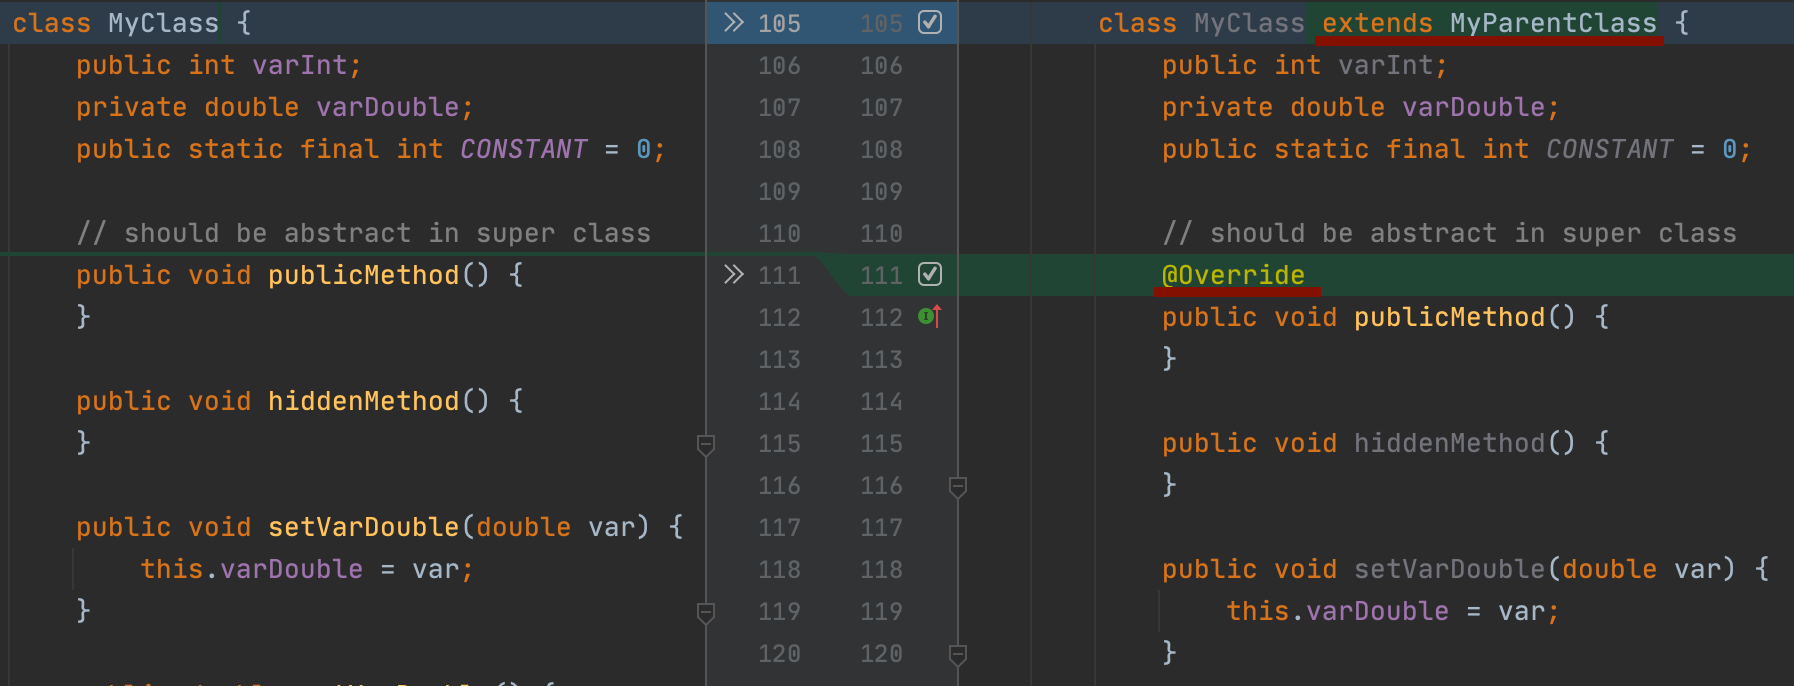 class MyClass {
public int varInt;
private double varDouble;
public static final int CONSTANT = 0;
// should be abstract in super class
public void publicMethod() {
}
public void hiddenMethod() {
}
public void setVarDouble(double var) {
this.varDouble = var;
}
105 105
106 106
107 107
108 108
109 109
110 110
111 111
112 112
113 113
114 114
115 115
116 116
117 117
118 118
119 119
120 120
class MyClass extends MyParentClass {
public int varInt;
private double varDouble;
public static final int CONSTANT = 0;
// should be abstract in super class
@Override
public void publicMethod() {
}
public void hiddenMethod() {
}
public void setVarDouble(double var) {
this.varDouble = var;
}